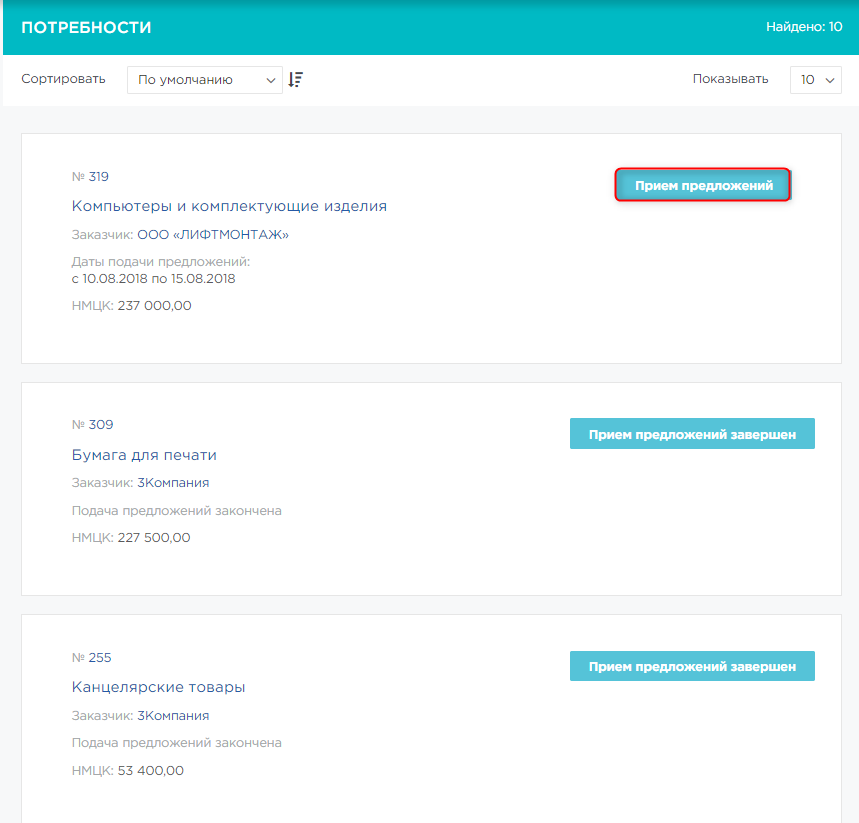 ПОТРЕБНОСТИ
Найдено: 10
Сортировать
По умолчанию
Показывать
10
№ 319
Прием предложений
Компьютеры и комплектующие изделия
Заказчик: ООО «ЛИФТМОНТАЖ»
Даты подачи предложений:
с 10.08.2018 по 15.08.2018
НМЦК: 237 000,00
№ 309
Прием предложений завершен
Бумага для печати
Заказчик: 3Компания
Подача предложений закончена
НМЦК: 227 500,00
№ 255
Прием предложений завершен
Канцелярские товары
Заказчик: 3Компания
Подача предложений закончена
НМЦК: 53 400,00